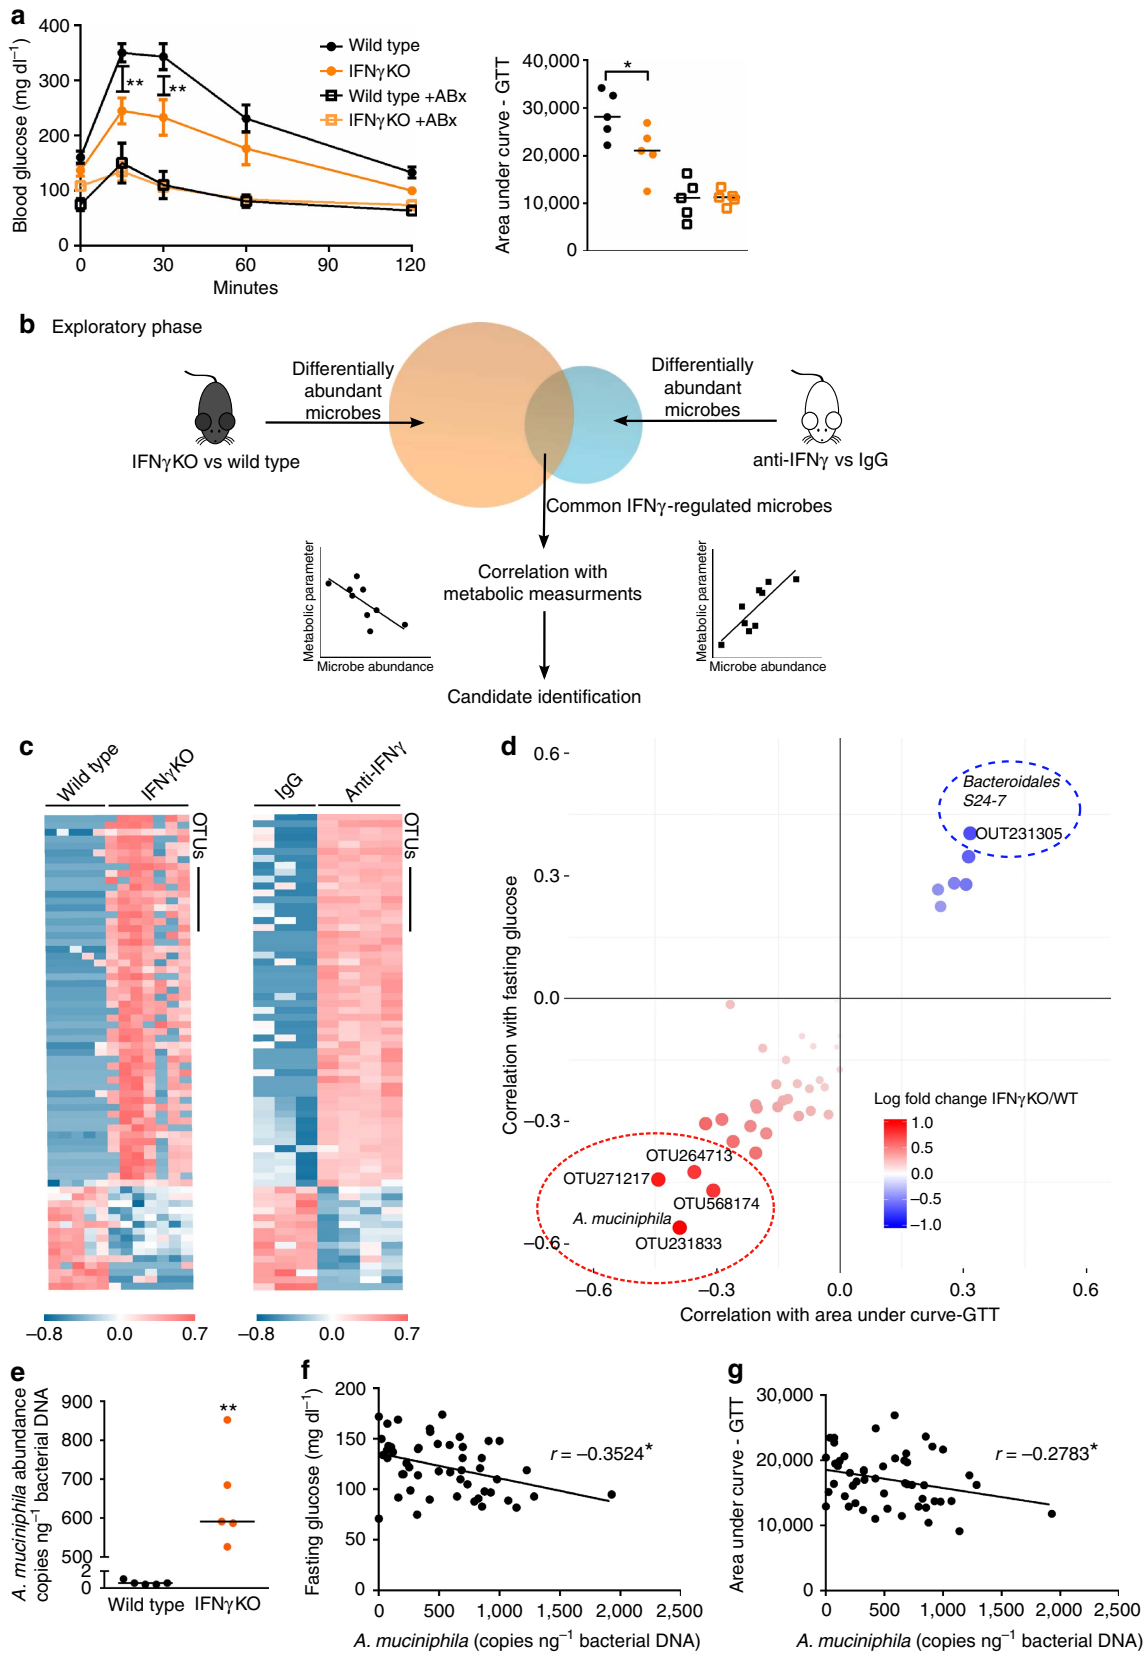 a
Blood glucose (mg dl⁻¹)
400
300
200
100
0
0
30
60
90
120
Minutes
**
**
Wild type
IFNγKO
Wild type +ABx
IFNγKO +ABx
Area under curve - GTT
40,000
30,000
20,000
10,000
0
*
b
Exploratory phase
Differentially
abundant
microbes
Differentially
abundant
microbes
IFNγKO vs wild type
anti-IFNγ vs IgG
Common IFNγ-regulated microbes
Metabolic parameter
Microbe abundance
Correlation with
metabolic measurments
Metabolic parameter
Microbe abundance
Candidate identification
c
Wild type
IFNγKO
OTUs
IgG
Anti-IFNγ
OTUs
−0.8
0.0
0.7
−0.8
0.0
0.7
d
Correlation with fasting glucose
0.6
0.3
0.0
−0.3
−0.6
−0.6
−0.3
0.0
0.3
0.6
Correlation with area under curve-GTT
Bacteroidales
S24-7
OUT231305
OTU264713
OTU271217
OTU568174
A. muciniphila
OTU231833
Log fold change IFNγKO/WT
1.0
0.5
0.0
−0.5
−1.0
e
A. muciniphila abundance
copies ng⁻¹ bacterial DNA
900
800
700
600
500
2
0
**
Wild type
IFNγKO
f
Fasting glucose (mg dl⁻¹)
200
150
100
50
0
r = −0.3524*
0
500
1,000
1,500
2,000
2,500
A. muciniphila (copies ng⁻¹ bacterial DNA)
g
Area under curve - GTT
30,000
20,000
10,000
0
r = −0.2783*
0
500
1,000
1,500
2,000
2,500
A. muciniphila (copies ng⁻¹ bacterial DNA)